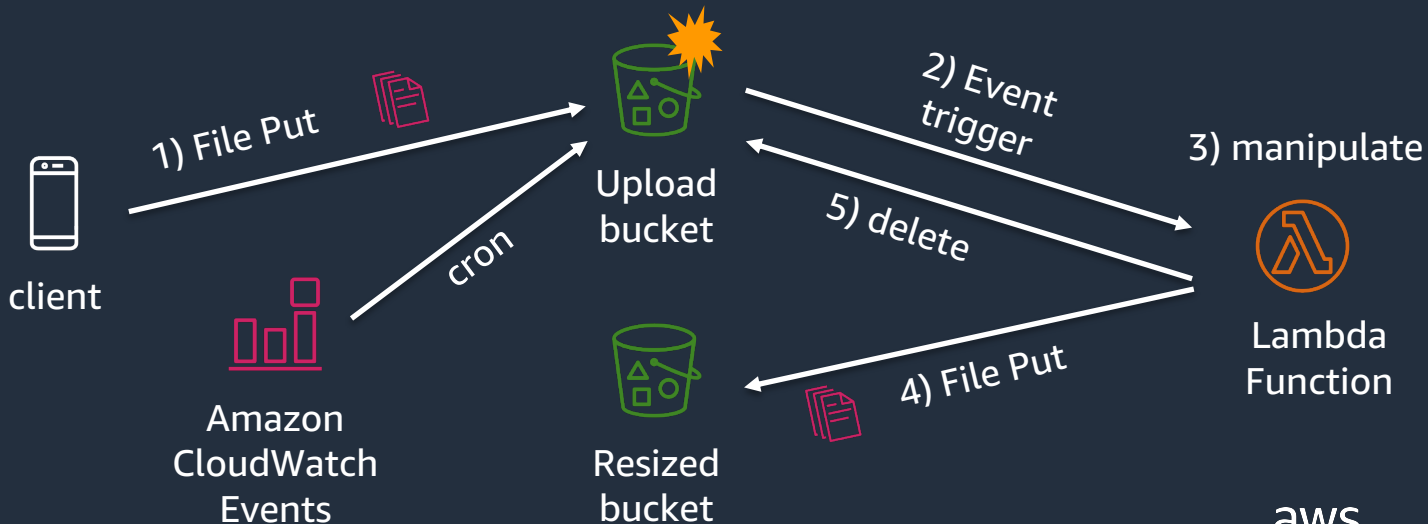 1) File Put
2) Event
trigger
3) manipulate
Upload
bucket
5) delete
cron
client
4) File Put
Lambda
Function
Amazon
CloudWatch
Events
Resized
bucket
aws